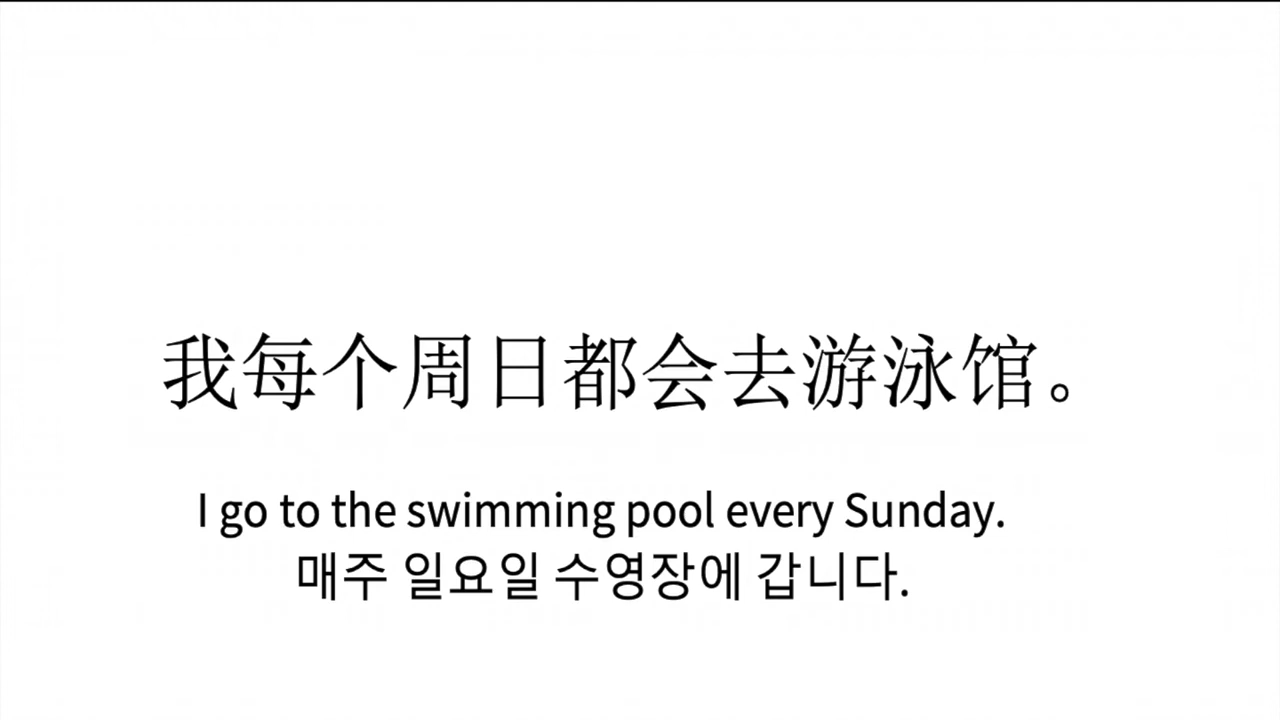 我每个周日都会去游泳馆。
I go to the swimming pool every Sunday.
매주 일요일 수영장에 갑니다.